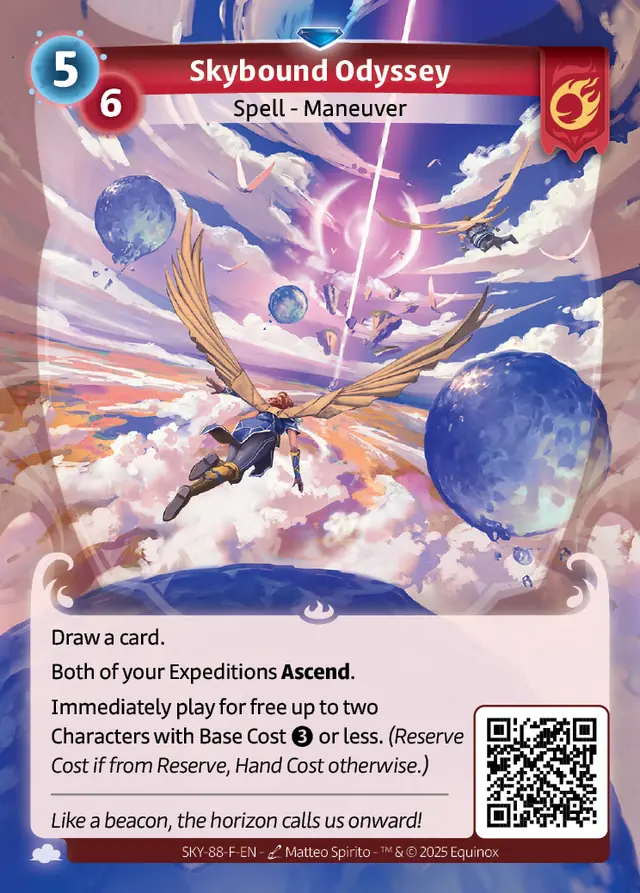 5
Skybound Odyssey
6
Spell - Maneuver
Draw a card.
Both of your Expeditions Ascend.
Immediately play for free up to two
Characters with Base Cost 3 or less. (Reserve
Cost if from Reserve, Hand Cost otherwise.)
Like a beacon, the horizon calls us onward!
SKY-88-F-EN - Matteo Spirito - ™ & © 2025 Equinox